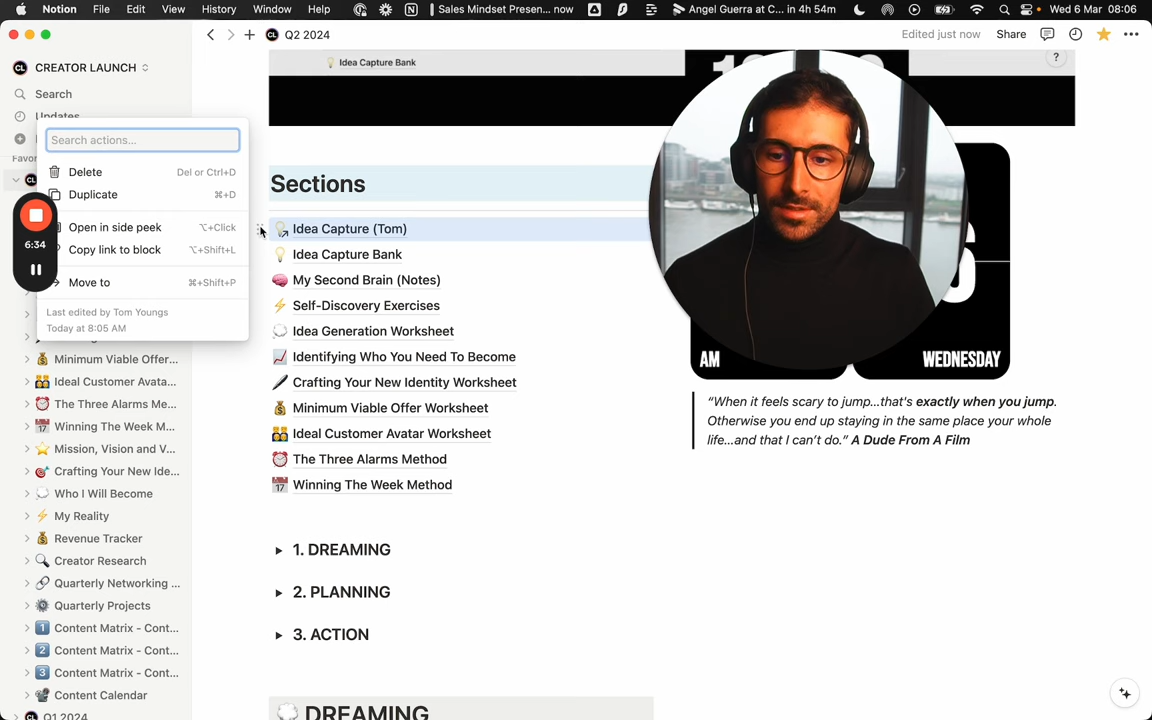 Notion File Edit View History Window Help Sales Mindset Presen... now Angel Guerra at C... in 4h 54m Wed 6 Mar 08:06
CL Q2 2024 Edited just now Share
CL CREATOR LAUNCH
Search
Updates
Favor
CL
Search actions...
Delete Del or Ctrl+D
Duplicate ⌘+D
Open in side peek ⌥+Click
Copy link to block ⌥+Shift+L
Move to ⌘+Shift+P
Last edited by Tom Youngs
Today at 8:05 AM
6:34
Minimum Viable Offer...
Ideal Customer Avata...
The Three Alarms Me...
Winning The Week M...
Mission, Vision and V...
Crafting Your New Ide...
Who I Will Become
My Reality
Revenue Tracker
Creator Research
Quarterly Networking ...
Quarterly Projects
1 Content Matrix - Cont...
2 Content Matrix - Cont...
3 Content Matrix - Cont...
Content Calendar
CL Q1 2024
Idea Capture Bank
?
Sections
Idea Capture (Tom)
Idea Capture Bank
My Second Brain (Notes)
Self-Discovery Exercises
Idea Generation Worksheet
Identifying Who You Need To Become
Crafting Your New Identity Worksheet
Minimum Viable Offer Worksheet
Ideal Customer Avatar Worksheet
The Three Alarms Method
Winning The Week Method
1. DREAMING
2. PLANNING
3. ACTION
DREAMING
AM WEDNESDAY
“When it feels scary to jump...that's exactly when you jump.
Otherwise you end up staying in the same place your whole
life...and that I can't do.” A Dude From A Film